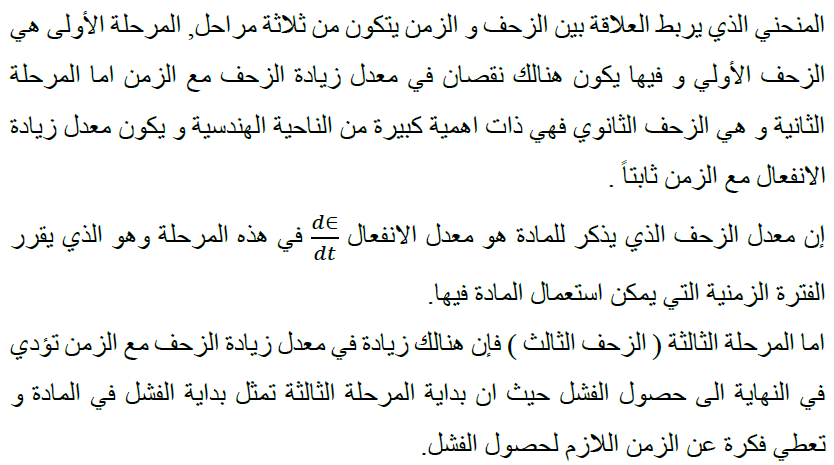 المنحني الذي يربط العلاقة بين الزحف و الزمن يتكون من ثلاثة مراحل, المرحلة الأولى هي
الزحف الأولي و فيها يكون هنالك نقصان في معدل زيادة الزحف مع الزمن اما المرحلة
الثانية و هي الزحف الثانوي فهي ذات اهمية كبيرة من الناحية الهندسية و يكون معدل زيادة
الانفعال مع الزمن ثابتاً .
إن معدل الزحف الذي يذكر للمادة هو معدل الانفعال d∈/dt في هذه المرحلة وهو الذي يقرر
الفترة الزمنية التي يمكن استعمال المادة فيها.
اما المرحلة الثالثة ( الزحف الثالث ) فإن هنالك زيادة في معدل زيادة الزحف مع الزمن تؤدي
في النهاية الى حصول الفشل حيث ان بداية المرحلة الثالثة تمثل بداية الفشل في المادة و
تعطي فكرة عن الزمن اللازم لحصول الفشل.